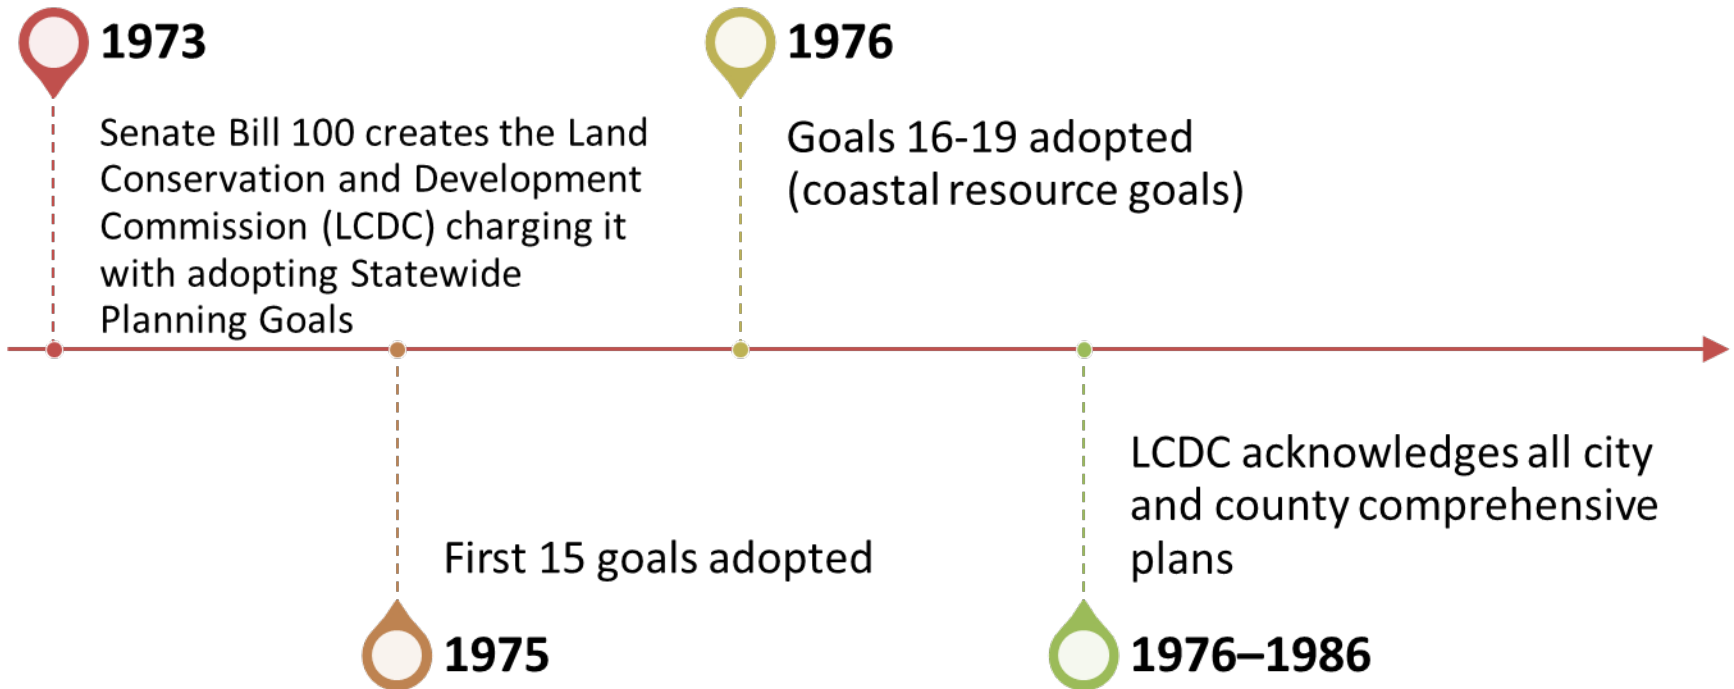 1973
Senate Bill 100 creates the Land
Conservation and Development
Commission (LCDC) charging it
with adopting Statewide
Planning Goals
First 15 goals adopted
1975
1976
Goals 16-19 adopted
(coastal resource goals)
LCDC acknowledges all city
and county comprehensive
plans
1976–1986